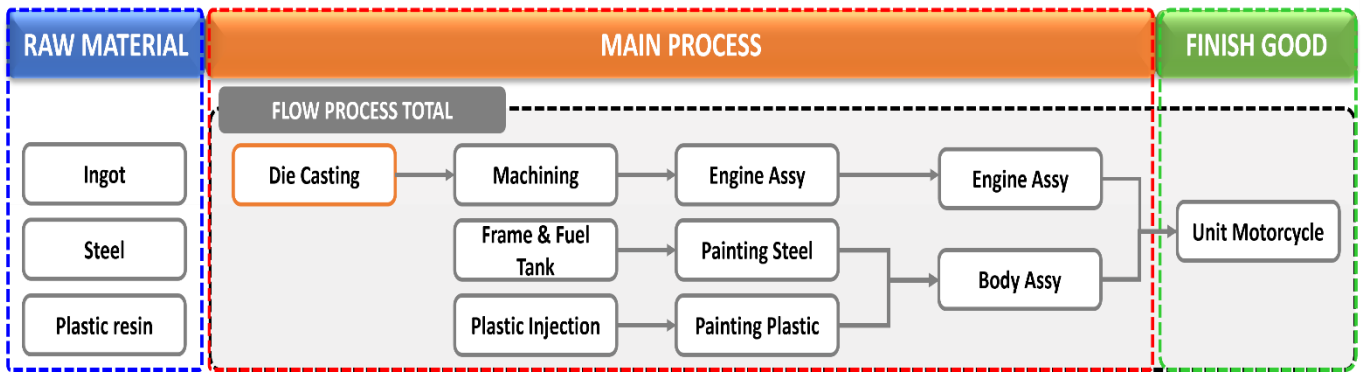 RAW MATERIAL
MAIN PROCESS
FINISH GOOD
FLOW PROCESS TOTAL
Ingot
Die Casting
Machining
Engine Assy
Engine Assy
Steel
Frame & Fuel
Tank
Painting Steel
Body Assy
Unit Motorcycle
Plastic resin
Plastic Injection
Painting Plastic